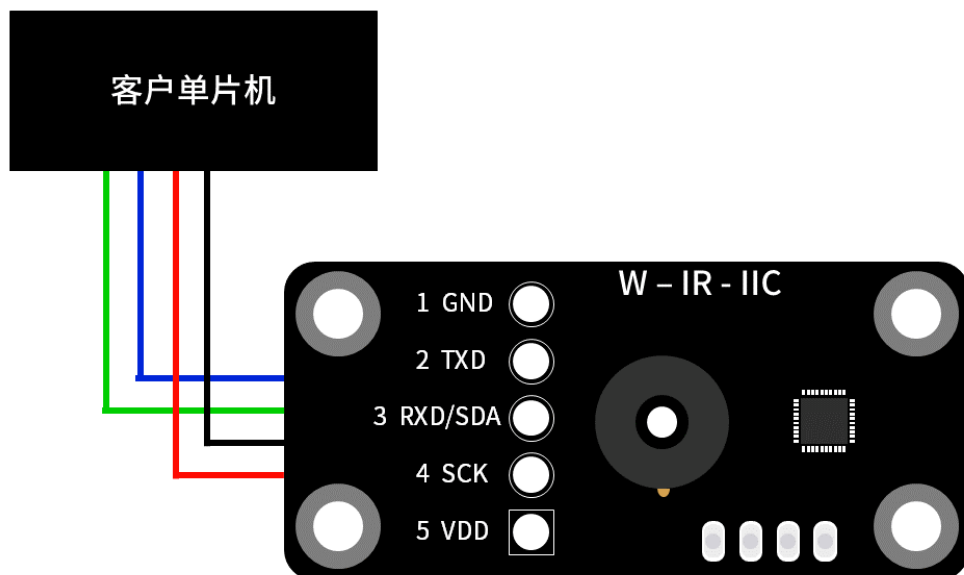 客户单片机
W – IR - IIC
1 GND
2 TXD
3 RXD/SDA
4 SCK
5 VDD